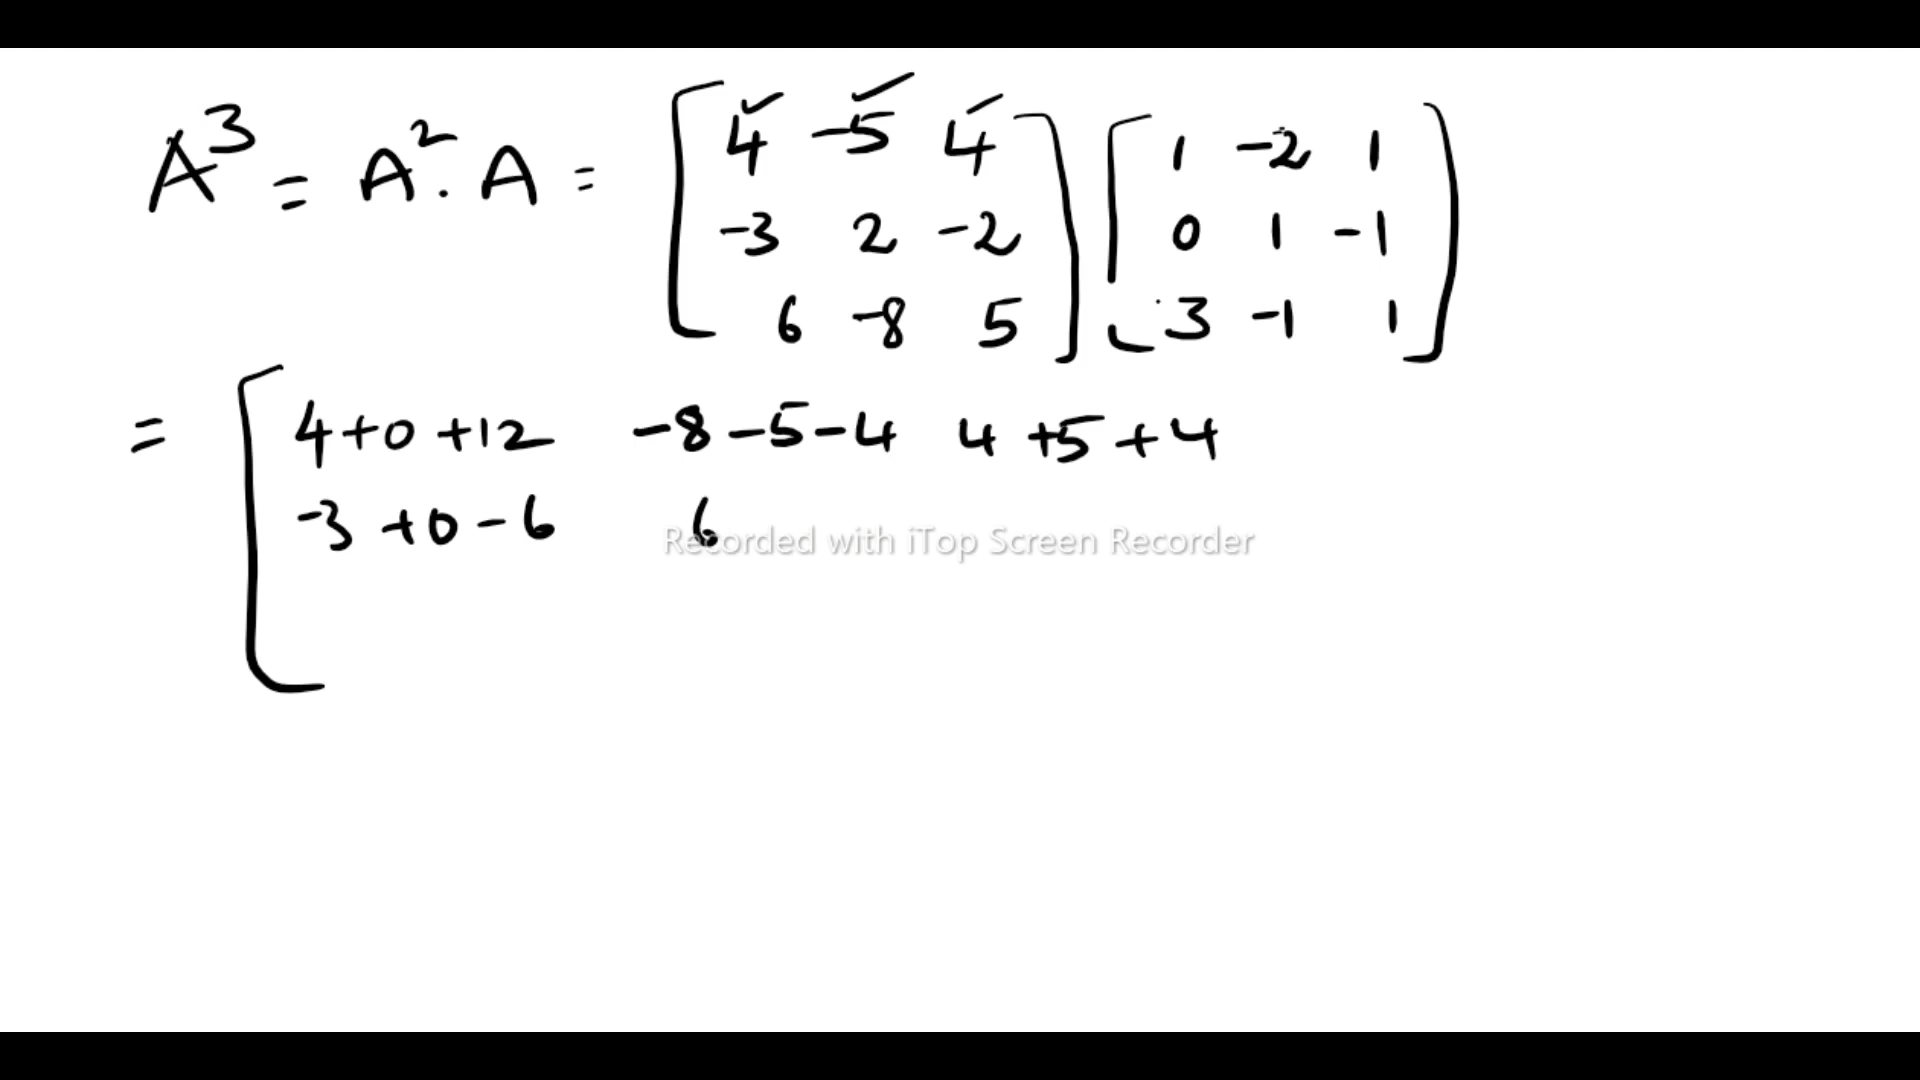 A³ = A² . A = [ 4 -5 4 ] [ 1 -2 1 ]
-3 2 -2 0 1 -1
6 -8 5 3 -1 1
= [ 4+0+12 -8-5-4 4+5+4
-3+0-6 6
Recorded with iTop Screen Recorder